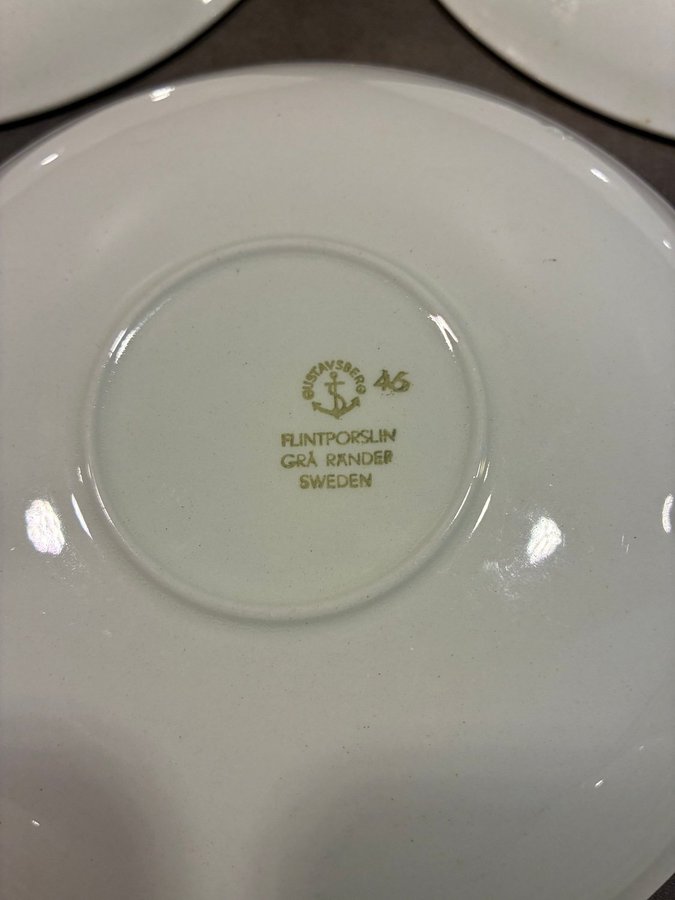 GUSTAVSBERG 46
FLINTPORSLIN
GRÅ RÄNDER
SWEDEN